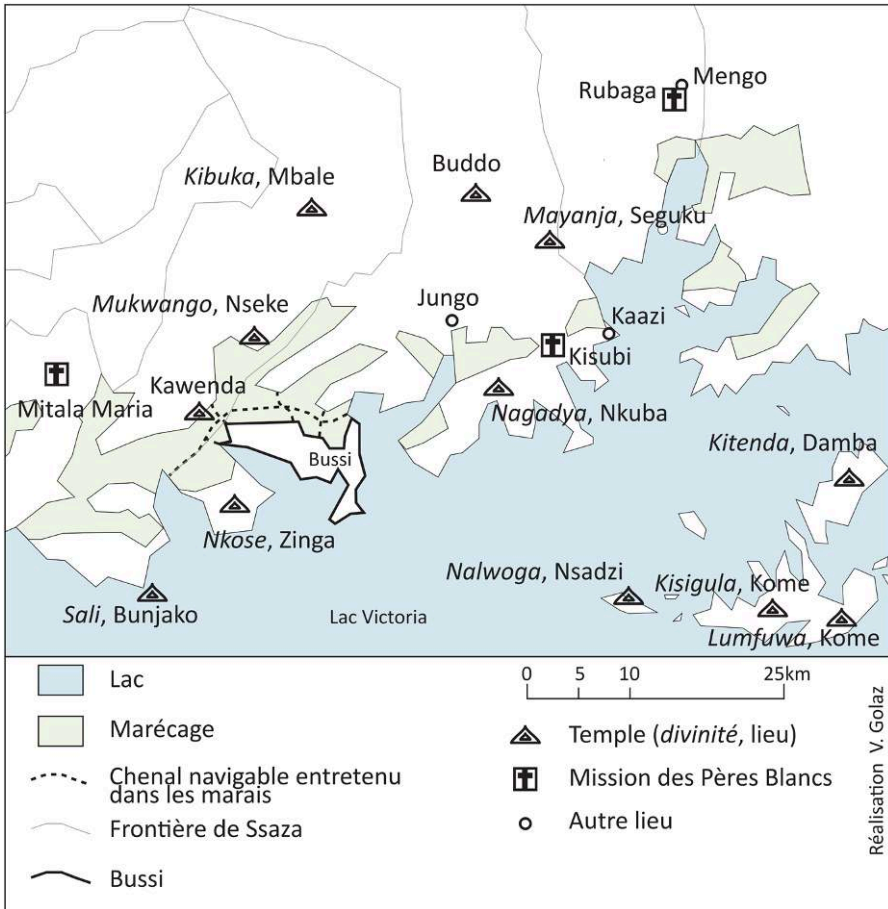 Mengo
Rubaga
Kibuka, Mbale
Buddo
Mayanja, Seguku
Mukwango, Nseke
Jungo
Kaazi
Kisubi
Mitala Maria
Kawenda
Nagadya, Nkuba
Bussi
Kitenda, Damba
Nkose, Zinga
Nalwoga, Nsadzi
Kisigula, Kome
Sali, Bunjako
Lac Victoria
Lumfuwa, Kome
Lac
Marécage
Chenal navigable entretenu
dans les marais
Frontière de Ssaza
Bussi
0 5 10 25km
Temple (divinité, lieu)
Mission des Pères Blancs
Autre lieu
Réalisation V. Golaz